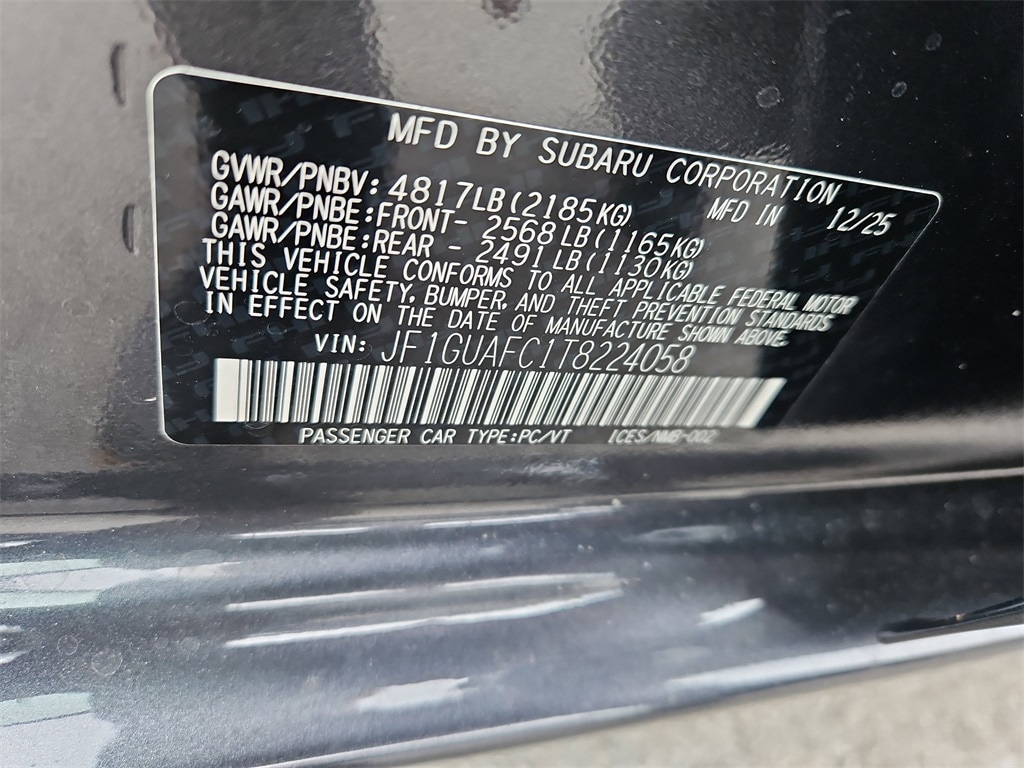 MFD BY SUBARU CORPORATION
GVWR/PNBV: 4817LB(2185KG) MFD IN 12/25
GAWR/PNBE:FRONT- 2568LB(1165KG)
GAWR/PNBE:REAR - 2491LB(1130KG)
THIS VEHICLE CONFORMS TO ALL APPLICABLE FEDERAL MOTOR
VEHICLE SAFETY, BUMPER, AND THEFT PREVENTION STANDARDS
IN EFFECT ON THE DATE OF MANUFACTURE SHOWN ABOVE.
VIN: JF1GUAFC1T8224058
PASSENGER CAR TYPE:PC/VT ICES/NMB-002